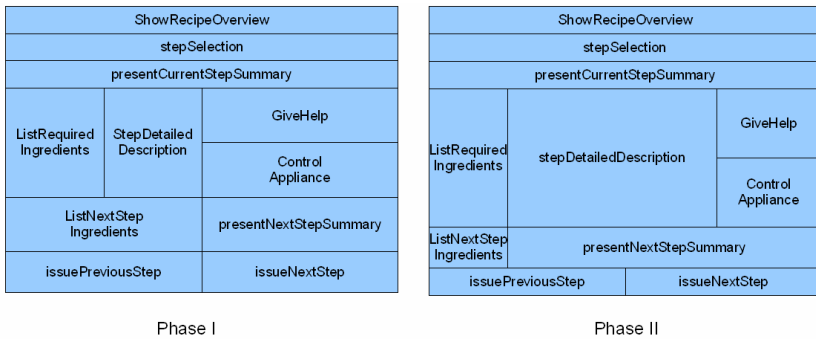 ShowRecipeOverview
stepSelection
presentCurrentStepSummary
ListRequired
Ingredients
StepDetailed
Description
GiveHelp
Control
Appliance
ListNextStep
Ingredients
presentNextStepSummary
issuePreviousStep
issueNextStep
Phase I
ShowRecipeOverview
stepSelection
presentCurrentStepSummary
ListRequired
Ingredients
stepDetailedDescription
GiveHelp
Control
Appliance
ListNextStep
Ingredients
presentNextStepSummary
issuePreviousStep
issueNextStep
Phase II